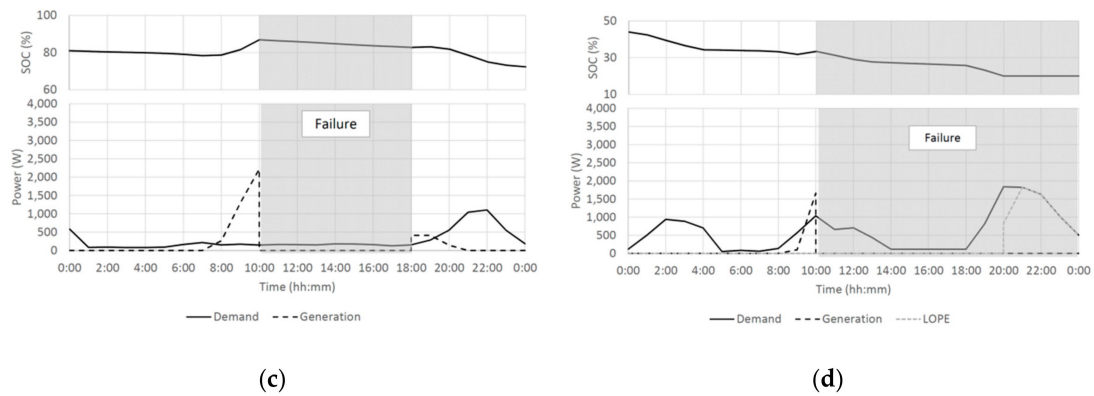 100
80
60
SOC (%)
4,000
3,500
3,000
2,500
2,000
1,500
1,000
500
0
Power (W)
Failure
0:00 2:00 4:00 6:00 8:00 10:00 12:00 14:00 16:00 18:00 20:00 22:00 0:00
Time (hh:mm)
Demand Generation
(c)
50
30
10
SOC (%)
4,000
3,500
3,000
2,500
2,000
1,500
1,000
500
0
Power (W)
Failure
0:00 2:00 4:00 6:00 8:00 10:00 12:00 14:00 16:00 18:00 20:00 22:00 0:00
Time (hh:mm)
Demand Generation LOPE
(d)